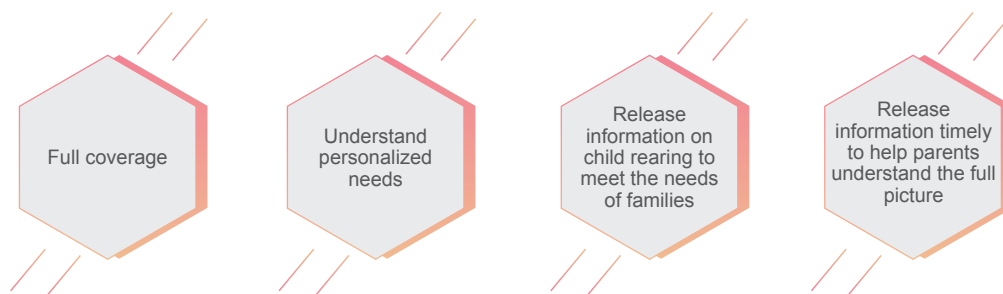 Full coverage
Understand
personalized
needs
Release
information on
child rearing to
meet the needs
of families
Release
information timely
to help parents
understand the full
picture